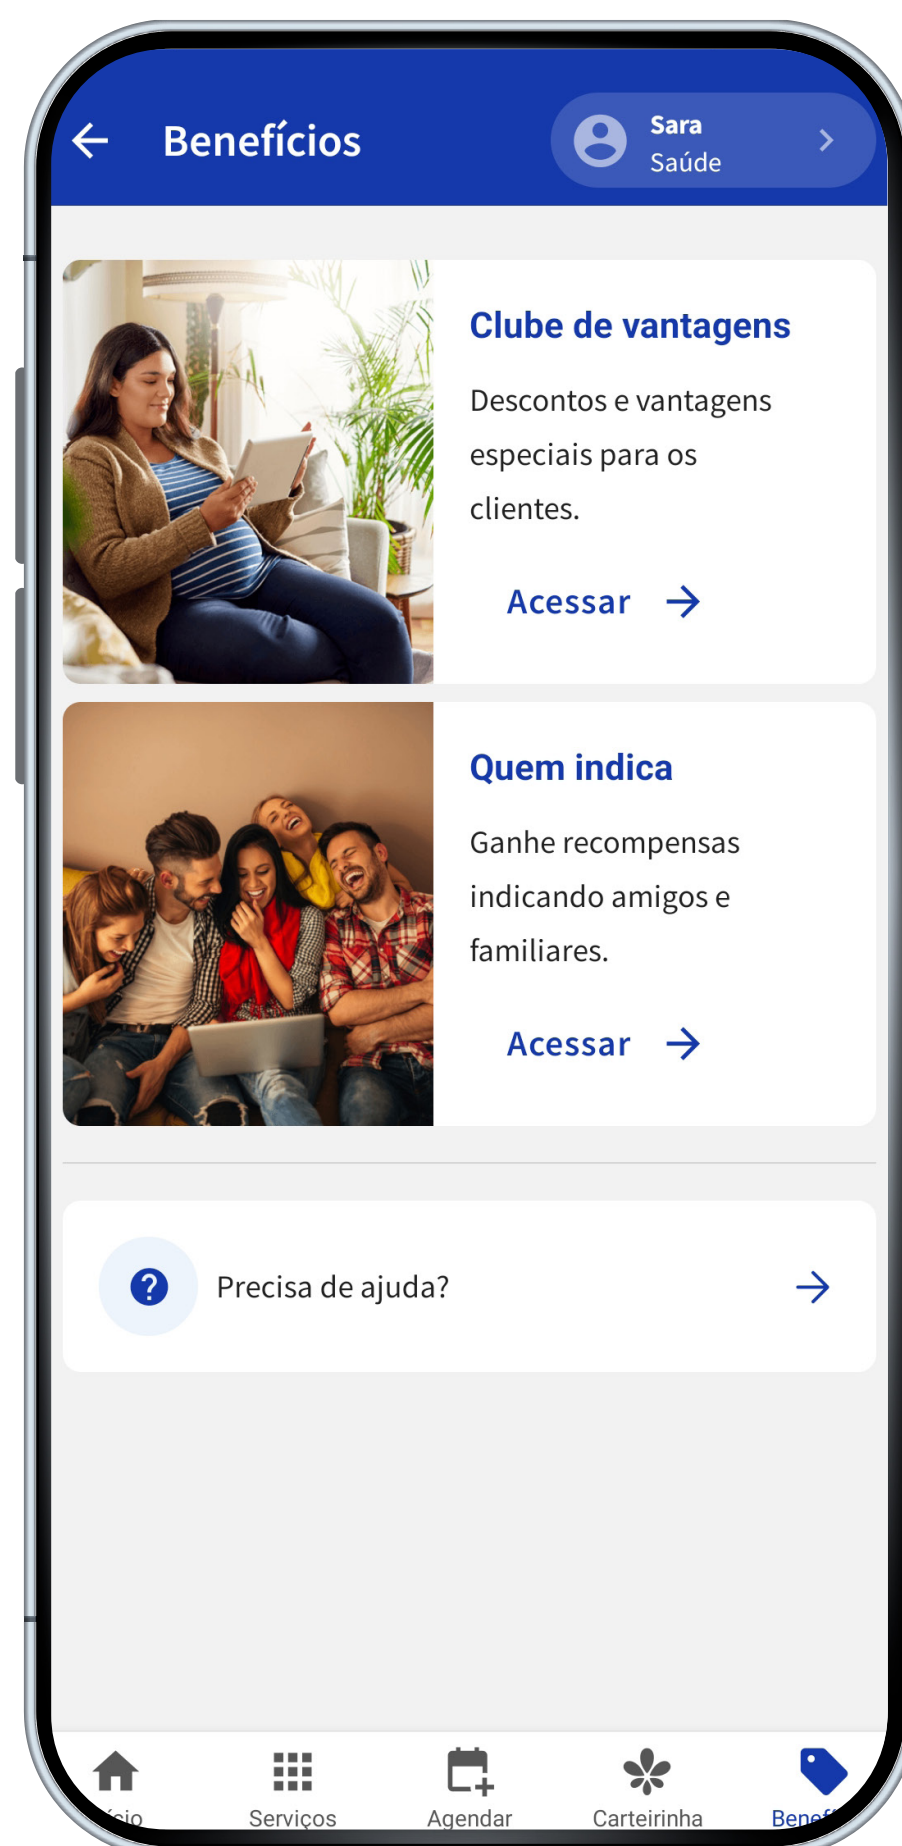 Benefícios
Sara
Saúde
Clube de vantagens
Descontos e vantagens
especiais para os
clientes.
Acessar
Quem indica
Ganhe recompensas
indicando amigos e
familiares.
Acessar
Precisa de ajuda?
Serviços
Agendar
Carteirinha